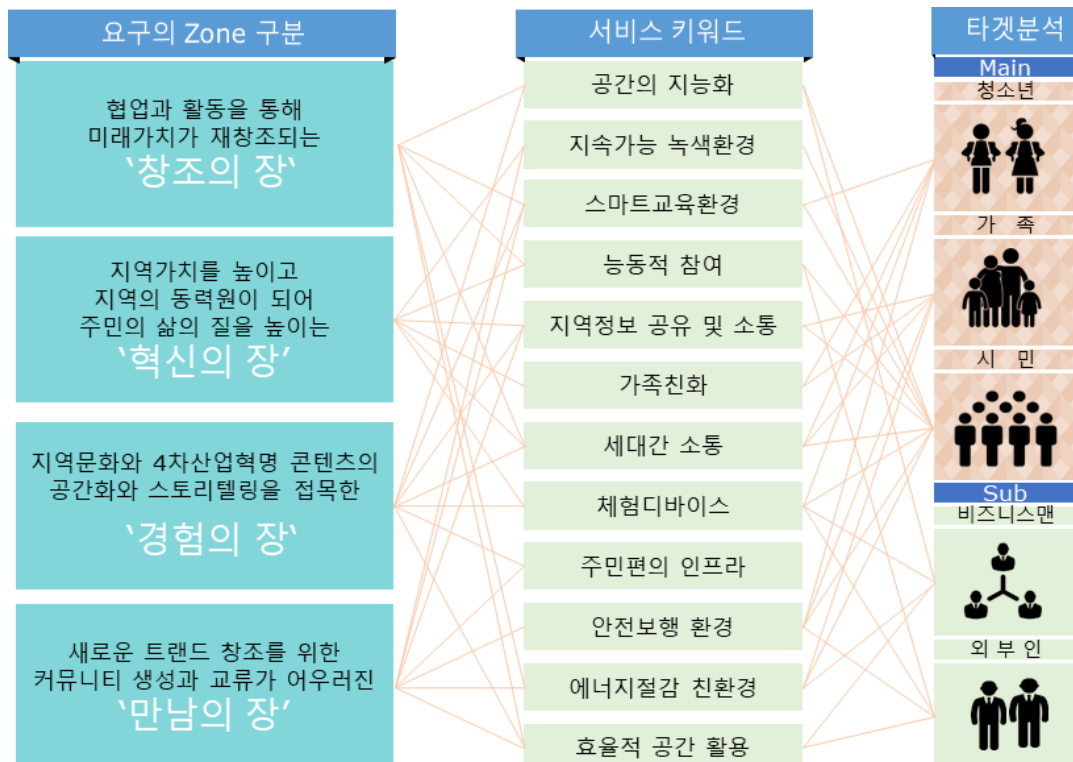 요구의 Zone 구분
협업과 활동을 통해
미래가치가 재창조되는
‘창조의 장‘
지역가치를 높이고
지역의 동력원이 되어
주민의 삶의 질을 높이는
‘혁신의 장’
지역문화와 4차산업혁명 콘텐츠의
공간화와 스토리텔링을 접목한
‘경험의 장‘
새로운 트랜드 창조를 위한
커뮤니티 생성과 교류가 어우러진
‘만남의 장’
서비스 키워드
공간의 지능화
지속가능 녹색환경
스마트교육환경
능동적 참여
지역정보 공유 및 소통
가족친화
세대간 소통
체험디바이스
주민편의 인프라
안전보행 환경
에너지절감 친환경
효율적 공간 활용
타겟분석
Main
청소년
가 족
시 민
Sub
비즈니스맨
외 부 인